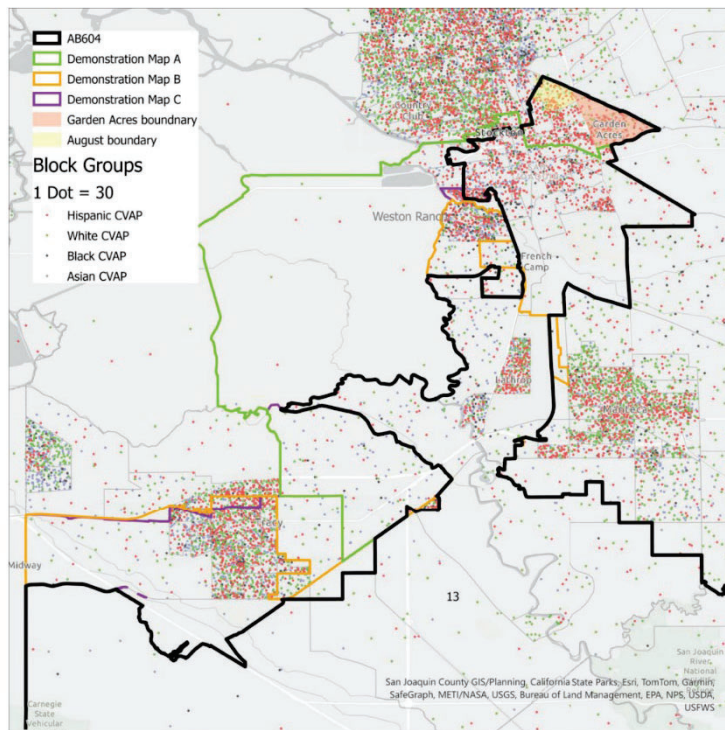 AB604
Demonstration Map A
Demonstration Map B
Demonstration Map C
Garden Acres boundnary
August boundary
Block Groups
1 Dot = 30
Hispanic CVAP
White CVAP
Black CVAP
Asian CVAP
Country
Club
Stockton
Garden
Acres
Weston Ranch
French
Camp
Lathrop
Manteca
Tracy
Midway
13
Carnegie
State
Vehicular
San Joaquin
River
National
San Joaquin County GIS/Planning, California State Parks, Esri, TomTom, Garmin,
SafeGraph, METI/NASA, USGS, Bureau of Land Management, EPA, NPS, USDA,
USFWS